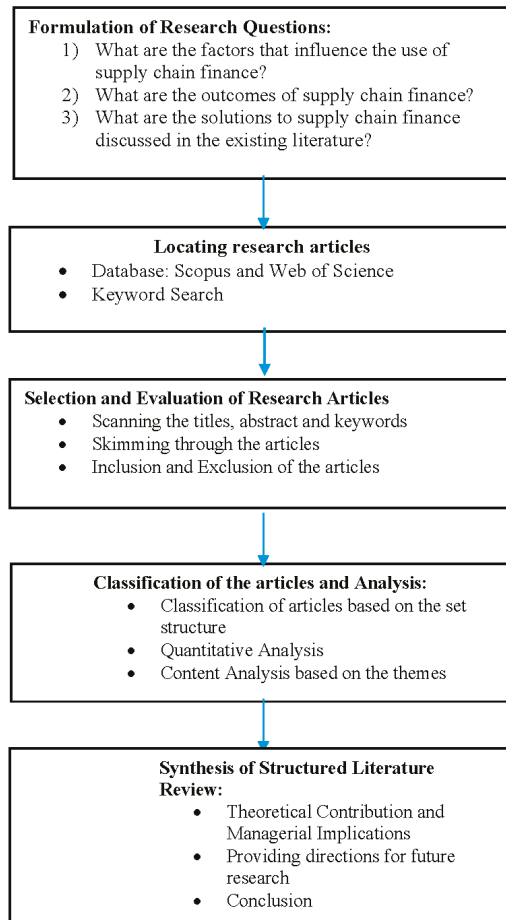 Formulation of Research Questions:
1) What are the factors that influence the use of
supply chain finance?
2) What are the outcomes of supply chain finance?
3) What are the solutions to supply chain finance
discussed in the existing literature?
Locating research articles
• Database: Scopus and Web of Science
• Keyword Search
Selection and Evaluation of Research Articles
• Scanning the titles, abstract and keywords
• Skimming through the articles
• Inclusion and Exclusion of the articles
Classification of the articles and Analysis:
• Classification of articles based on the set
structure
• Quantitative Analysis
• Content Analysis based on the themes
Synthesis of Structured Literature
Review:
• Theoretical Contribution and
Managerial Implications
• Providing directions for future
research
• Conclusion